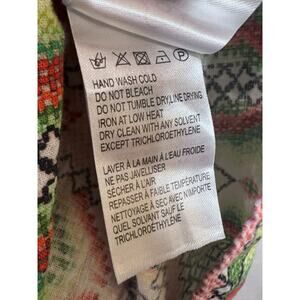 HAND WASH COLD
DO NOT BLEACH
DO NOT TUMBLE DRY,LINE DRYING
IRON AT LOW HEAT
DRY CLEAN WITH ANY SOLVENT
EXCEPT TRICHLOROETHYLENE
LAVER À LA MAIN À L'EAU FROIDE
NE PAS JAVELLISER
SÉCHER À L'AIR
REPASSER À FAIBLE TEMPÉRATURE
NETTOYAGE À SEC AVEC N'IMPORTE
QUEL SOLVANT SAUF LE
TRICHLOROETHYLÈNE